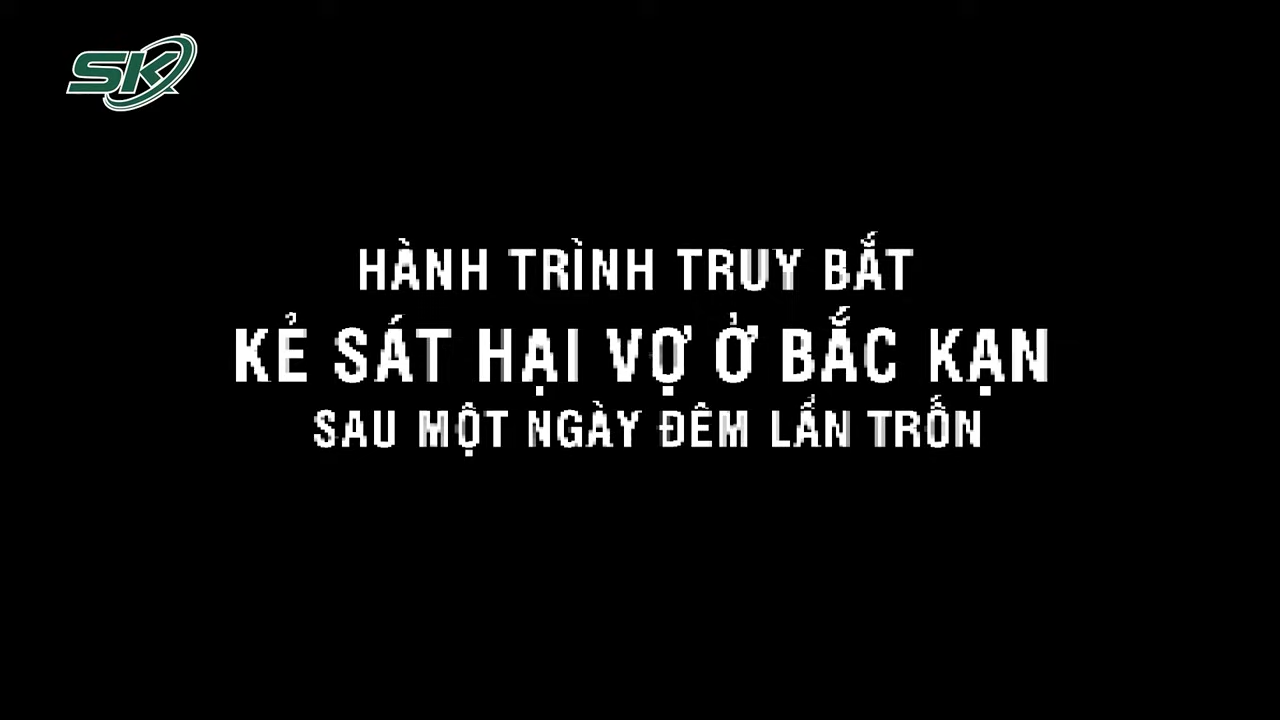 SK
HÀNH TRÌNH TRUY BẮT
KẺ SÁT HẠI VỢ Ở BẮC KẠN
SAU MỘT NGÀY ĐÊM LẨN TRỐN